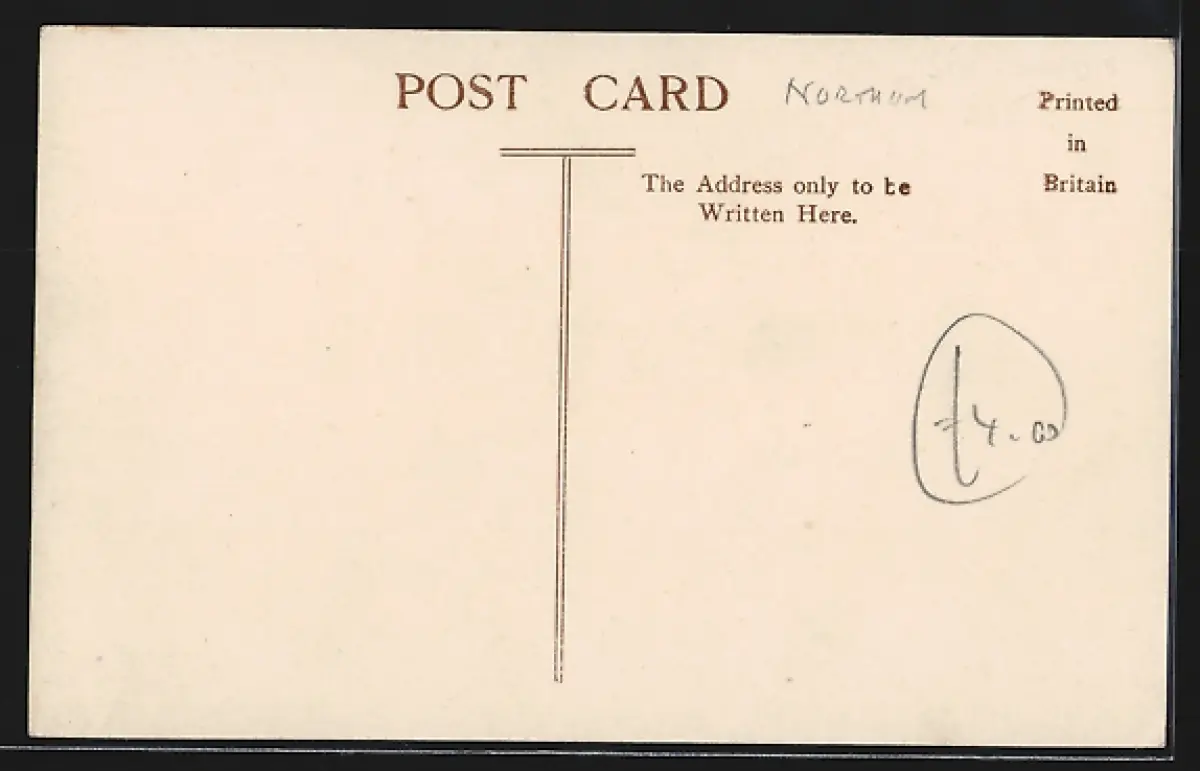 POST CARD
NORTHUM
Printed
in
Britain
The Address only to be
Written Here.
£4.00